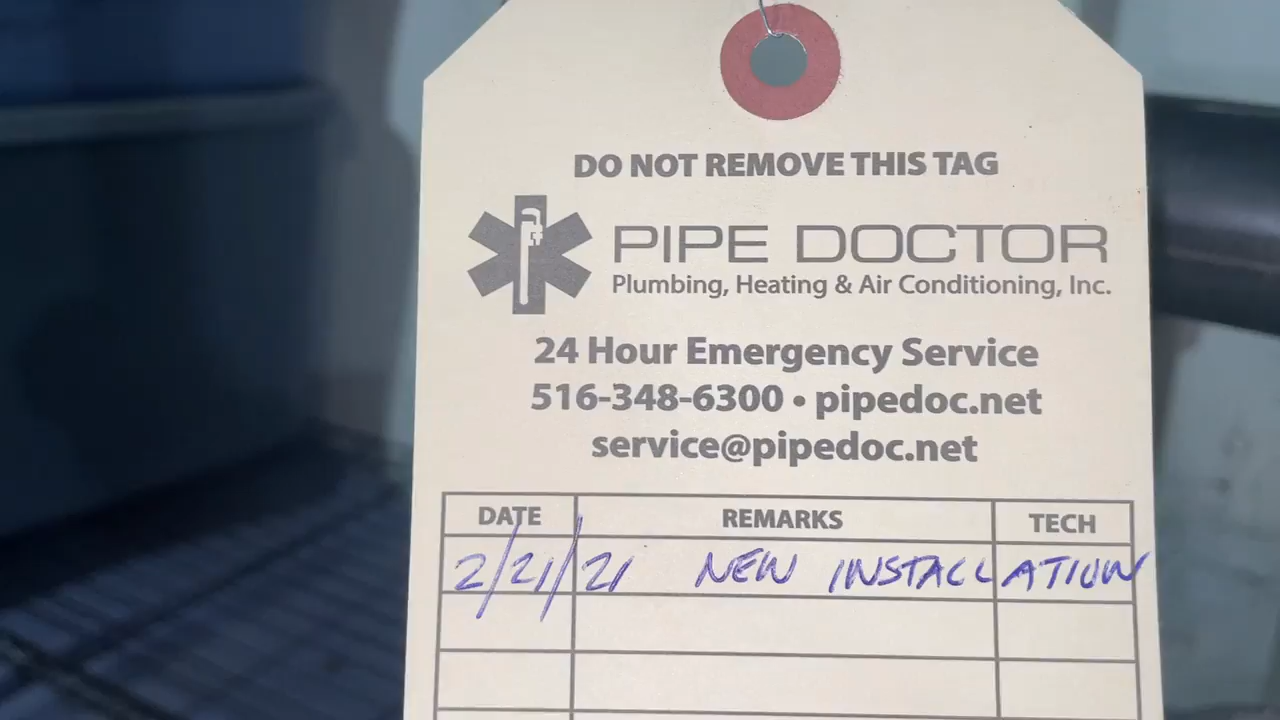 DO NOT REMOVE THIS TAG
PIPE DOCTOR
Plumbing, Heating & Air Conditioning, Inc.
24 Hour Emergency Service
516-348-6300 • pipedoc.net
service@pipedoc.net
DATE REMARKS TECH
2/21/21 NEW INSTALLATION